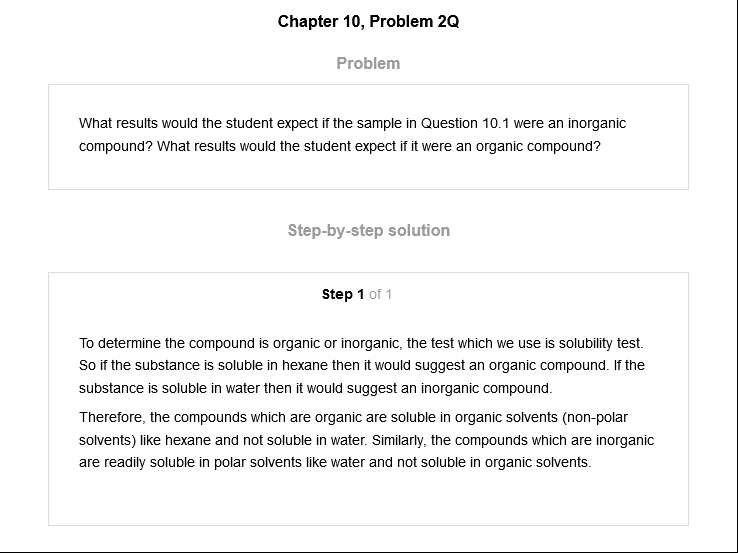 Chapter 10, Problem 2Q
Problem
What results would the student expect if the sample in Question 10.1 were an inorganic
compound? What results would the student expect if it were an organic compound?
Step-by-step solution
Step 1 of 1
To determine the compound is organic or inorganic, the test which we use is solubility test.
So if the substance is soluble in hexane then it would suggest an organic compound. If the
substance is soluble in water then it would suggest an inorganic compound.
Therefore, the compounds which are organic are soluble in organic solvents (non-polar
solvents) like hexane and not soluble in water. Similarly, the compounds which are inorganic
are readily soluble in polar solvents like water and not soluble in organic solvents.